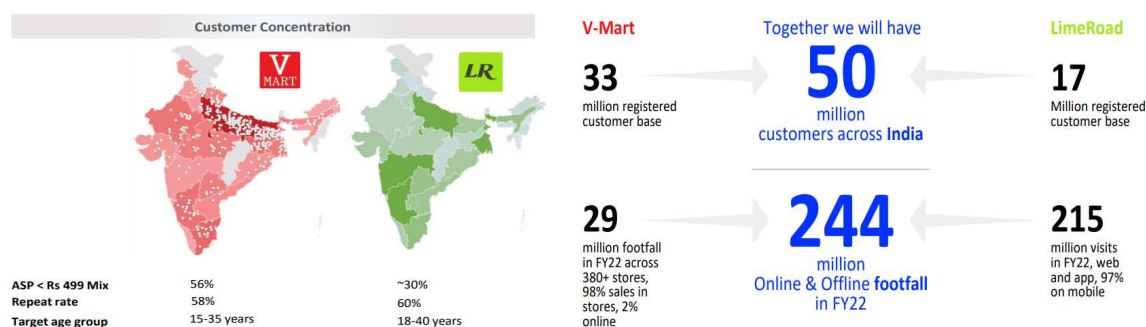 Customer Concentration
V
MART
LR
ASP < Rs 499 Mix 56% ~30%
Repeat rate 58% 60%
Target age group 15-35 years 18-40 years
V-Mart
33
million registered
customer base
Together we will have
50
million
customers across India
LimeRoad
17
Million registered
customer base
29
million footfall
in FY22 across
380+ stores,
98% sales in
stores, 2%
online
244
million
Online & Offline footfall
in FY22
215
million visits
in FY22, web
and app, 97%
on mobile